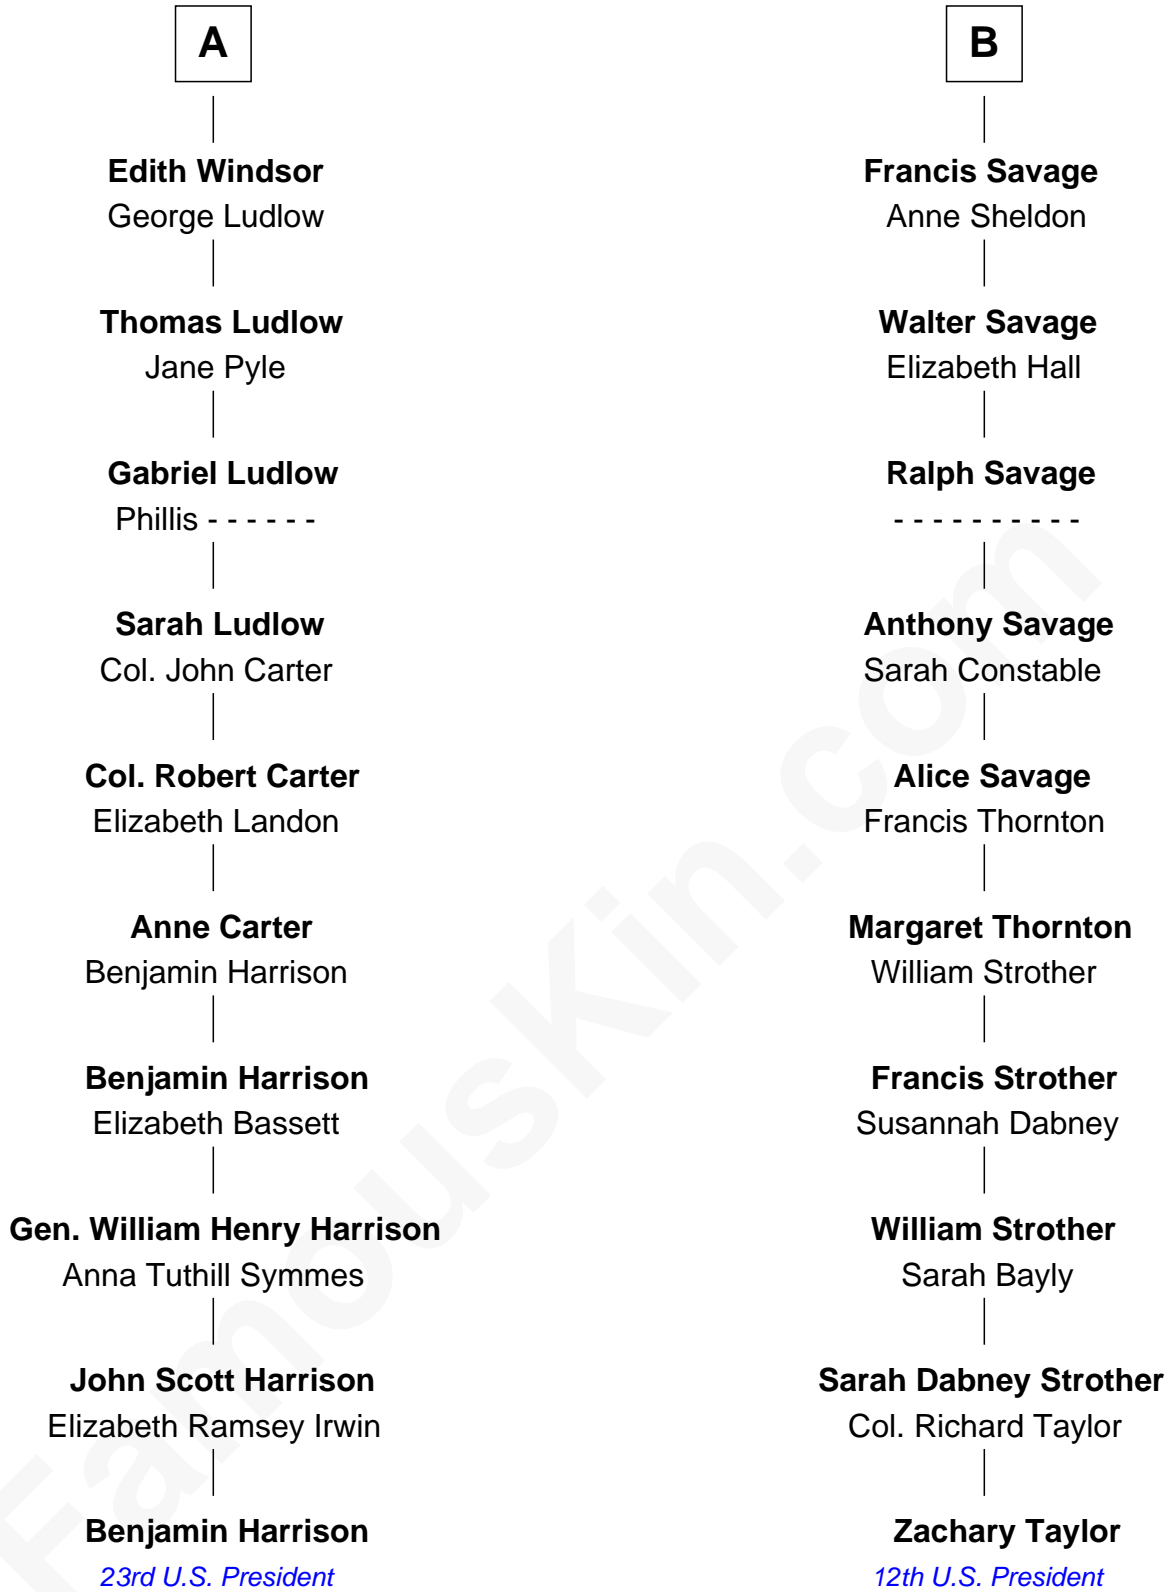 A
Edith Windsor
George Ludlow
Thomas Ludlow
Jane Pyle
Gabriel Ludlow
Phillis - - - - - -
Sarah Ludlow
Col. John Carter
Col. Robert Carter
Elizabeth Landon
Anne Carter
Benjamin Harrison
Benjamin Harrison
Elizabeth Bassett
Gen. William Henry Harrison
Anna Tuthill Symmes
John Scott Harrison
Elizabeth Ramsey Irwin
Benjamin Harrison
23rd U.S. President
B
Francis Savage
Anne Sheldon
Walter Savage
Elizabeth Hall
Ralph Savage
- - - - - - - - - -
Anthony Savage
Sarah Constable
Alice Savage
Francis Thornton
Margaret Thornton
William Strother
Francis Strother
Susannah Dabney
William Strother
Sarah Bayly
Sarah Dabney Strother
Col. Richard Taylor
Zachary Taylor
12th U.S. President
FamousKin.com